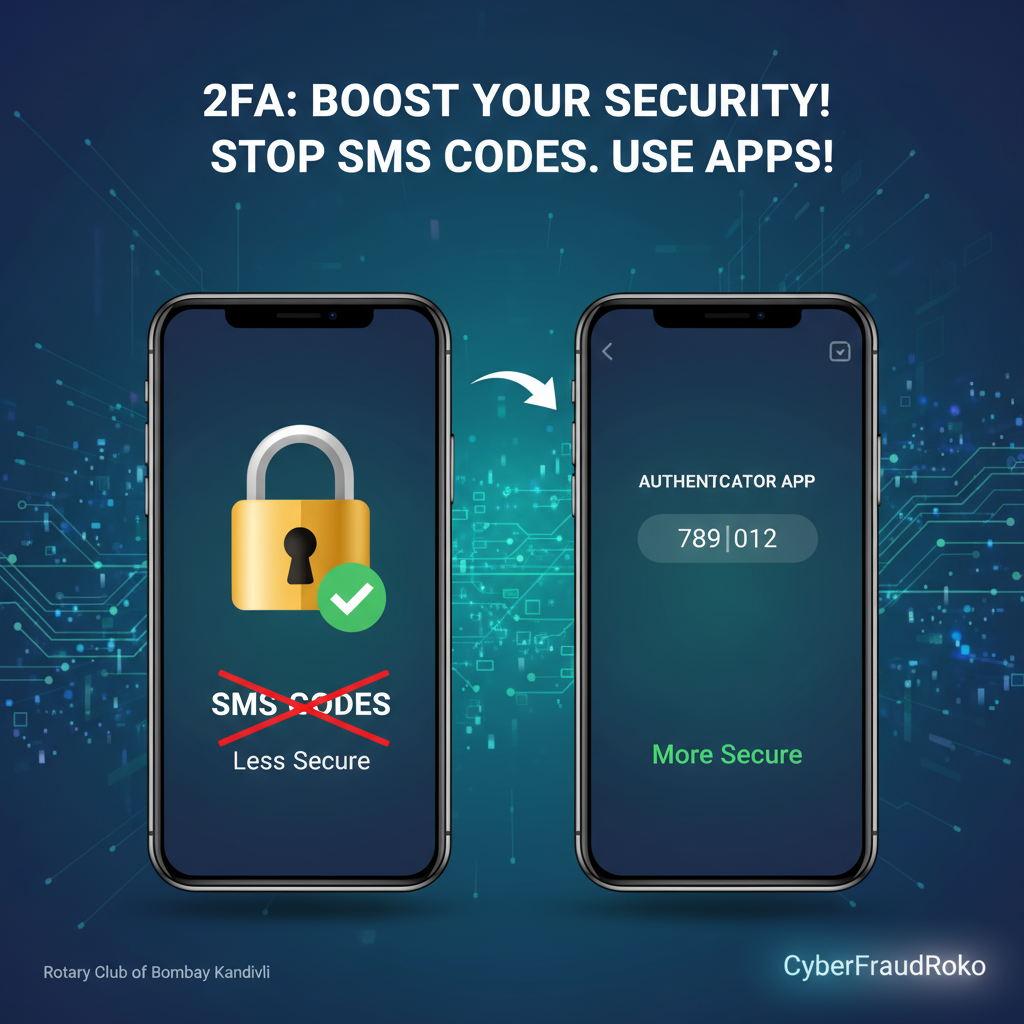 2FA: BOOST YOUR SECURITY!
STOP SMS CODES. USE APPS!
SMS CODES
Less Secure
AUTHENTCATOR APP
789|012
More Secure
Rotary Club of Bombay Kandivli
CyberFraudRoko